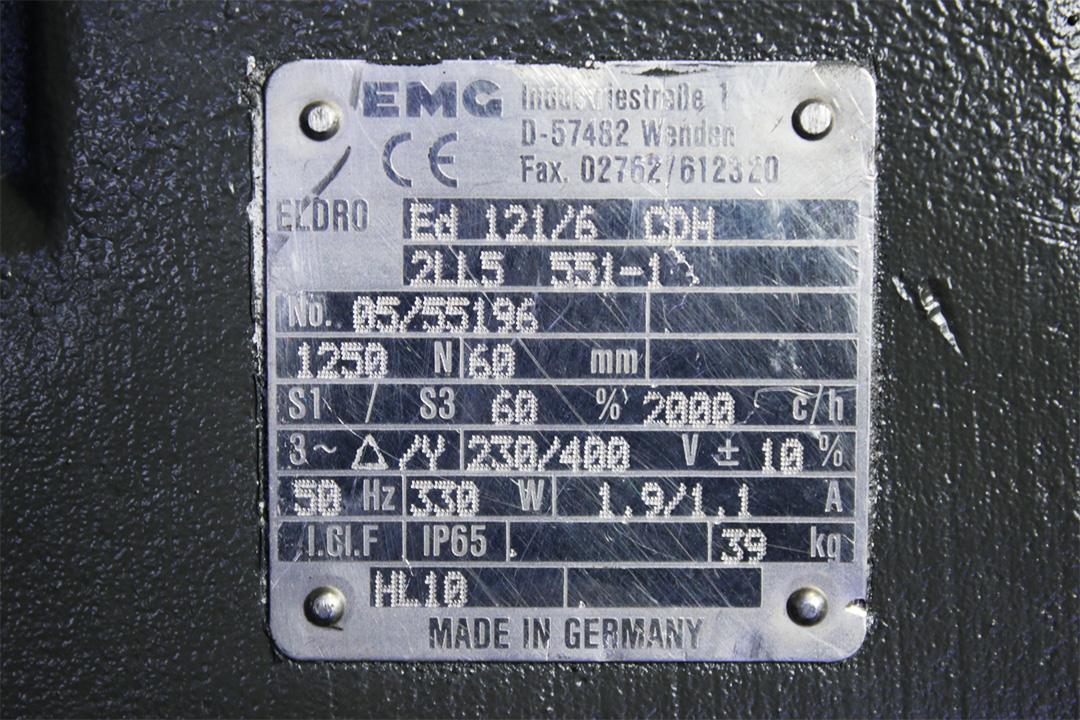 EMG Industriestraße 1
D-57482 Wenden
CE Fax. 02762/612320
ELDRO Ed 121/6 CDH
2LL5 551-1
No. 05/55196
1250 N 60 mm
S1 / S3 60 % 2000 c/h
3~ △/Y 230/400 V ± 10 %
50 Hz 330 W 1.9/1.1 A
I.Cl.F IP65 39 kg
HL10
MADE IN GERMANY